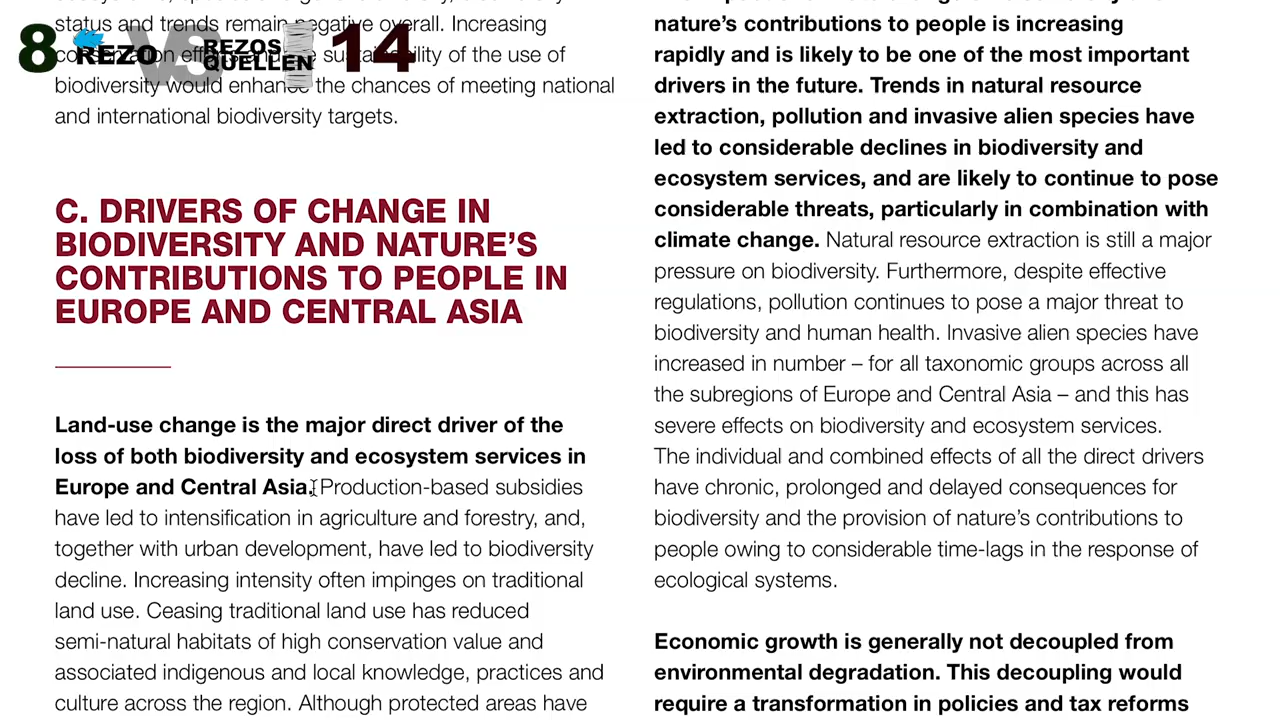 8 REZO VS REZOS QUELLEN 14
status and trends remain negative overall. Increasing
conservation efforts and the sustainability of the use of
biodiversity would enhance the chances of meeting national
and international biodiversity targets.
C. DRIVERS OF CHANGE IN
BIODIVERSITY AND NATURE’S
CONTRIBUTIONS TO PEOPLE IN
EUROPE AND CENTRAL ASIA
Land-use change is the major direct driver of the
loss of both biodiversity and ecosystem services in
Europe and Central Asia. Production-based subsidies
have led to intensification in agriculture and forestry, and,
together with urban development, have led to biodiversity
decline. Increasing intensity often impinges on traditional
land use. Ceasing traditional land use has reduced
semi-natural habitats of high conservation value and
associated indigenous and local knowledge, practices and
culture across the region. Although protected areas have
nature’s contributions to people is increasing
rapidly and is likely to be one of the most important
drivers in the future. Trends in natural resource
extraction, pollution and invasive alien species have
led to considerable declines in biodiversity and
ecosystem services, and are likely to continue to pose
considerable threats, particularly in combination with
climate change. Natural resource extraction is still a major
pressure on biodiversity. Furthermore, despite effective
regulations, pollution continues to pose a major threat to
biodiversity and human health. Invasive alien species have
increased in number – for all taxonomic groups across all
the subregions of Europe and Central Asia – and this has
severe effects on biodiversity and ecosystem services.
The individual and combined effects of all the direct drivers
have chronic, prolonged and delayed consequences for
biodiversity and the provision of nature’s contributions to
people owing to considerable time-lags in the response of
ecological systems.
Economic growth is generally not decoupled from
environmental degradation. This decoupling would
require a transformation in policies and tax reforms